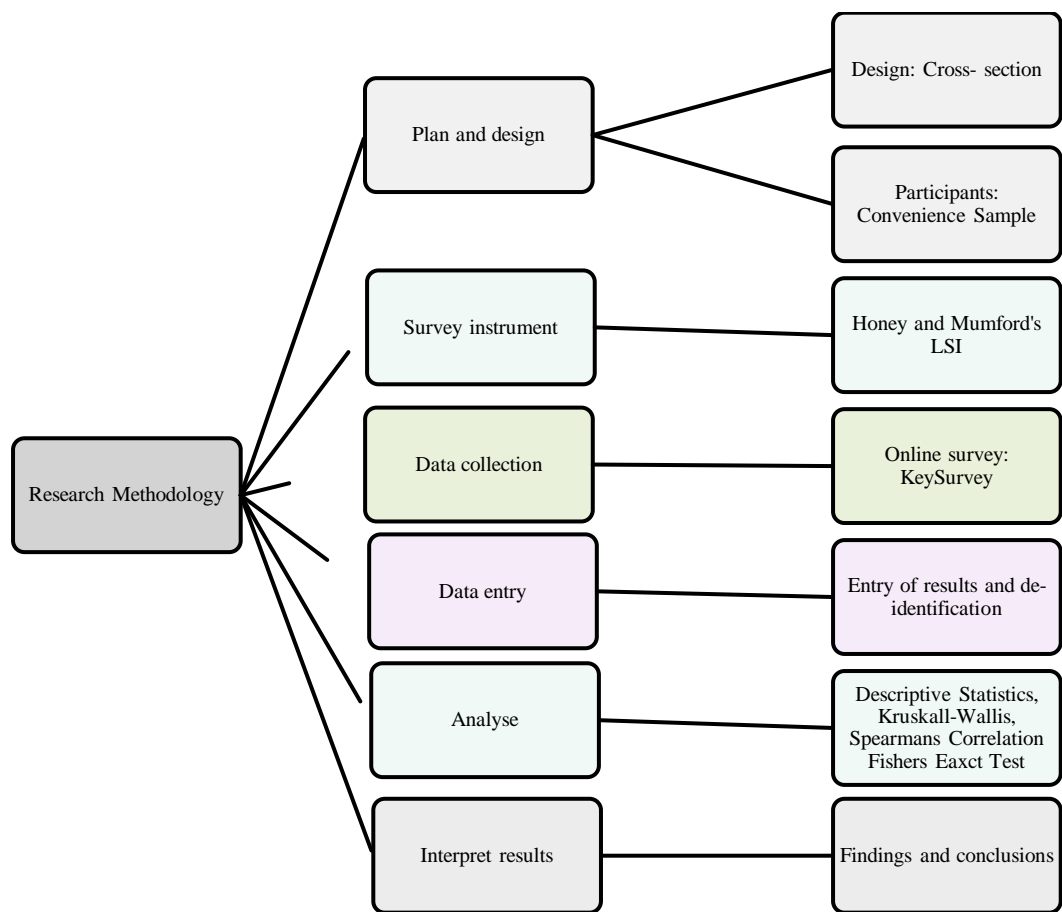 Research Methodology
Plan and design
Design: Cross- section
Participants:
Convenience Sample
Survey instrument
Honey and Mumford's
LSI
Data collection
Online survey:
KeySurvey
Data entry
Entry of results and de-
identification
Analyse
Descriptive Statistics,
Kruskall-Wallis,
Spearmans Correlation
Fishers Eaxct Test
Interpret results
Findings and conclusions